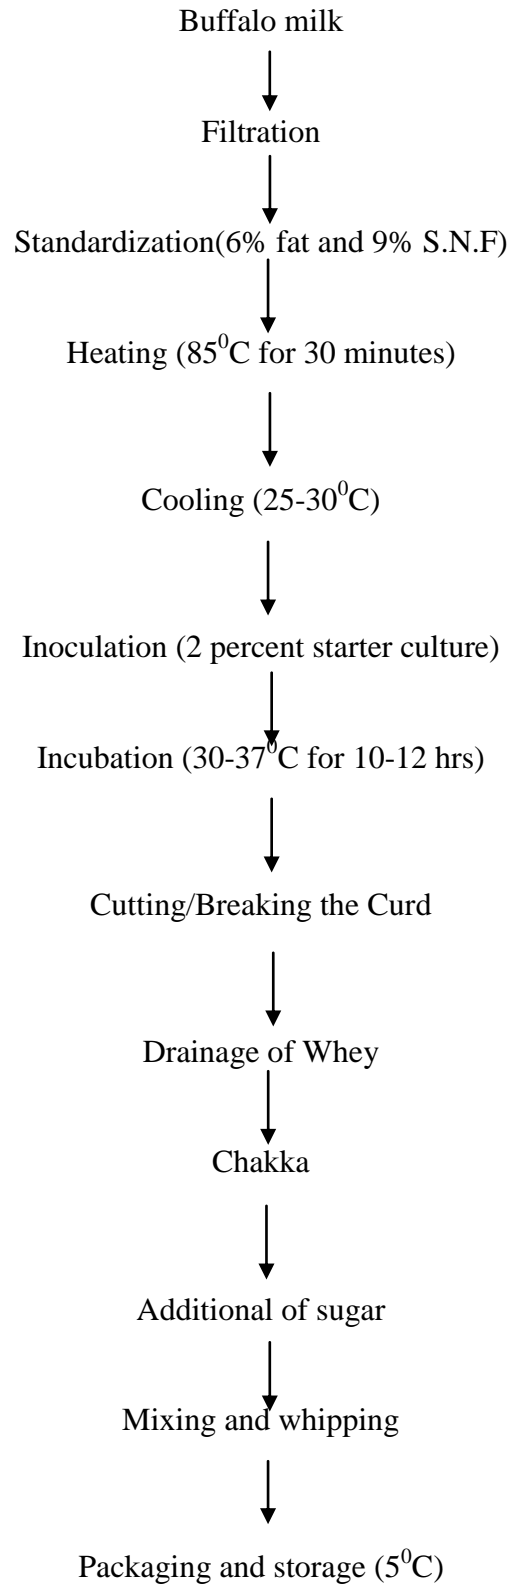 Buffalo milk
Filtration
Standardization(6% fat and 9% S.N.F)
Heating (85⁰C for 30 minutes)
Cooling (25-30⁰C)
Inoculation (2 percent starter culture)
Incubation (30-37⁰C for 10-12 hrs)
Cutting/Breaking the Curd
Drainage of Whey
Chakka
Additional of sugar
Mixing and whipping
Packaging and storage (5⁰C)